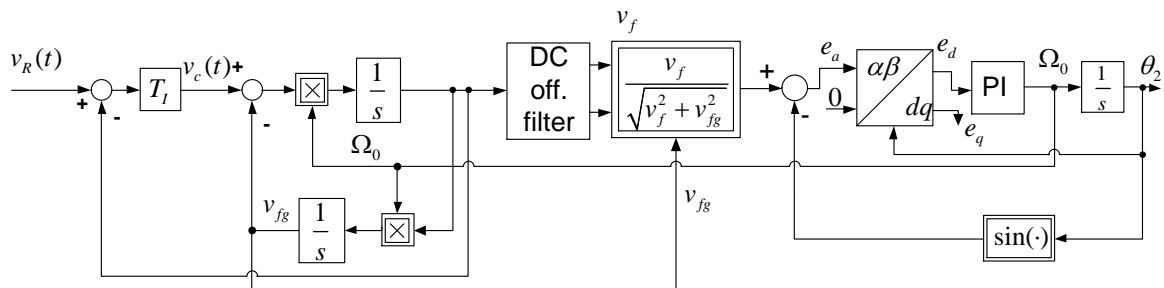 v_R(t)
+
-
T_I
v_c(t)
+
-
×
1/s
Ω_0
×
1/s
v_fg
DC
off.
filter
v_f
v_f / √(v_f^2 + v_fg^2)
v_fg
+
-
e_a
0
αβ
dq
e_d
e_q
PI
Ω_0
1/s
θ_2
sin(·)